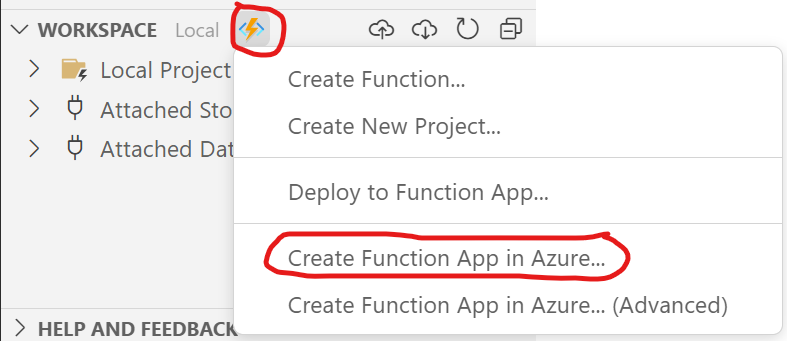 WORKSPACE Local
Local Project
Create Function...
Attached Sto
Create New Project...
Attached Dat
Deploy to Function App...
Create Function App in Azure...
Create Function App in Azure... (Advanced)
HELP AND FEEDBACK